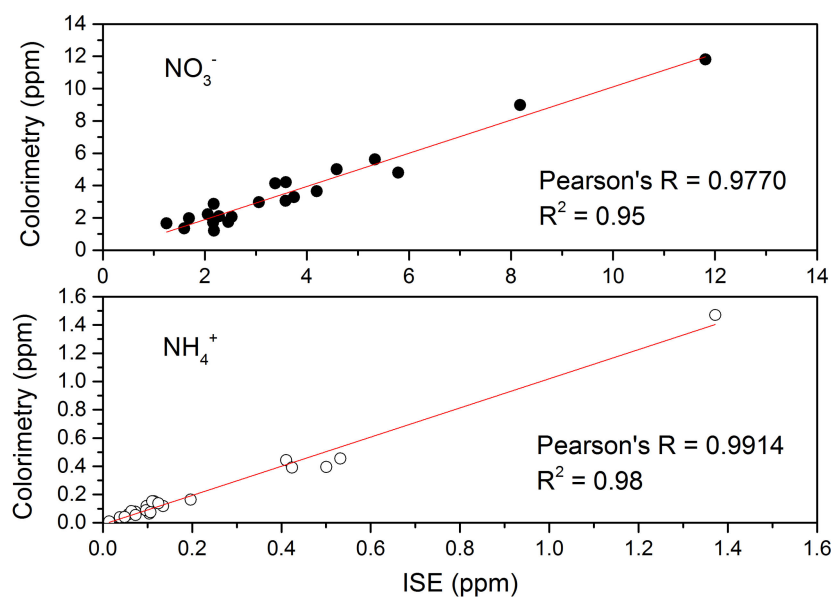 14
12
10
8
6
4
2
0
Colorimetry (ppm)
NO₃⁻
Pearson's R = 0.9770
R² = 0.95
0 2 4 6 8 10 12 14
1.6
1.4
1.2
1.0
0.8
0.6
0.4
0.2
0.0
Colorimetry (ppm)
NH₄⁺
Pearson's R = 0.9914
R² = 0.98
0.0 0.2 0.4 0.6 0.8 1.0 1.2 1.4 1.6
ISE (ppm)